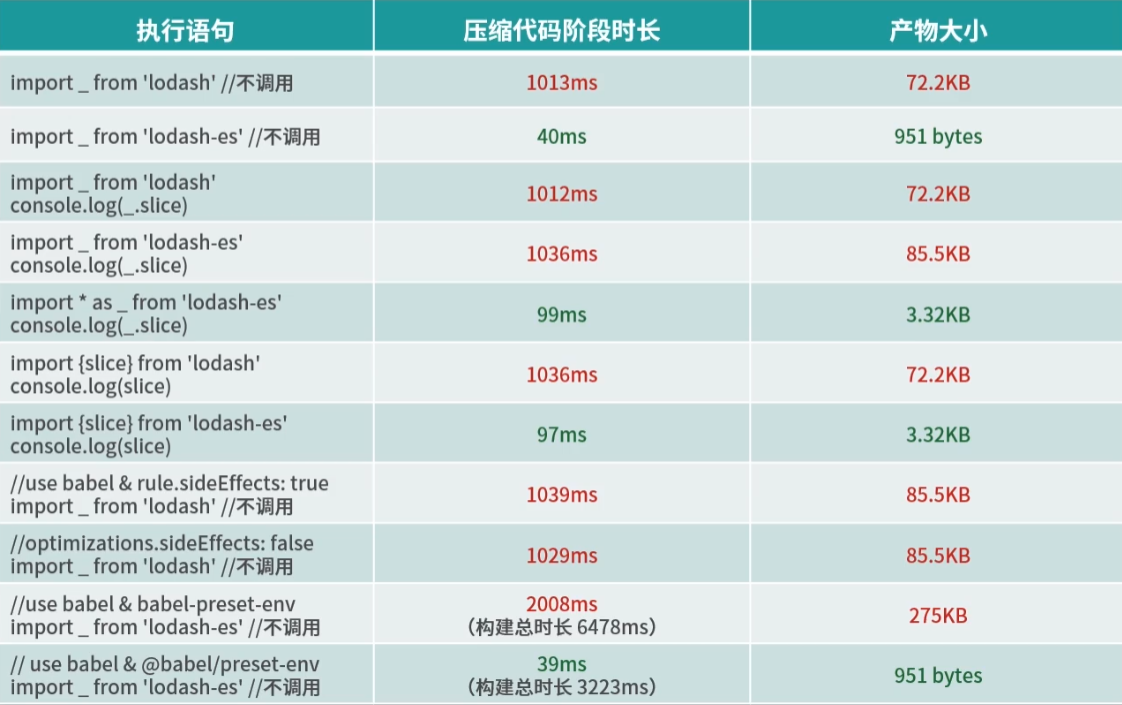 执行语句 压缩代码阶段时长 产物大小
import _ from 'lodash' //不调用 1013ms 72.2KB
import _ from 'lodash-es' //不调用 40ms 951 bytes
import _ from 'lodash'
console.log(_.slice) 1012ms 72.2KB
import _ from 'lodash-es'
console.log(_.slice) 1036ms 85.5KB
import * as _ from 'lodash-es'
console.log(_.slice) 99ms 3.32KB
import {slice} from 'lodash'
console.log(slice) 1036ms 72.2KB
import {slice} from 'lodash-es'
console.log(slice) 97ms 3.32KB
//use babel & rule.sideEffects: true
import _ from 'lodash' //不调用 1039ms 85.5KB
//optimizations.sideEffects: false
import _ from 'lodash' //不调用 1029ms 85.5KB
//use babel & babel-preset-env
import _ from 'lodash-es' //不调用 2008ms
（构建总时长 6478ms） 275KB
// use babel & @babel/preset-env
import _ from 'lodash-es' //不调用 39ms
（构建总时长 3223ms） 951 bytes